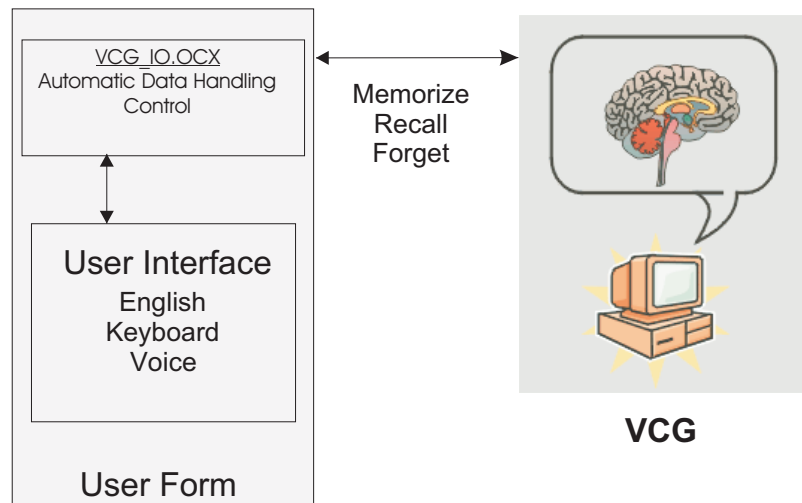 VCG_IO.OCX
Automatic Data Handling
Control
Memorize
Recall
Forget
User Interface
English
Keyboard
Voice
User Form
VCG